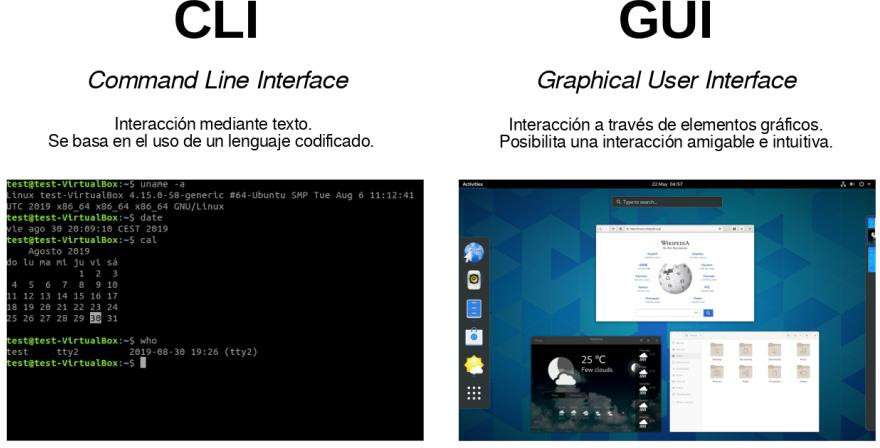 CLI
Command Line Interface
Interacción mediante texto.
Se basa en el uso de un lenguaje codificado.
test@test-VirtualBox:~$ uname -a
Linux test-VirtualBox 4.15.0-58-generic #64-Ubuntu SMP Tue Aug 6 11:12:41
UTC 2019 x86_64 x86_64 x86_64 GNU/Linux
test@test-VirtualBox:~$ date
vie ago 30 20:09:10 CEST 2019
test@test-VirtualBox:~$ cal
Agosto 2019
do lu ma mi ju vi sá
1 2 3
4 5 6 7 8 9 10
11 12 13 14 15 16 17
18 19 20 21 22 23 24
25 26 27 28 29 30 31
test@test-VirtualBox:~$ who
test tty2 2019-08-30 19:26 (tty2)
test@test-VirtualBox:~$
GUI
Graphical User Interface
Interacción a través de elementos gráficos.
Posibilita una interacción amigable e intuitiva.
Activities
22 May 04:57
Type to search...
WIKIPEDIA
25 °C
Few clouds